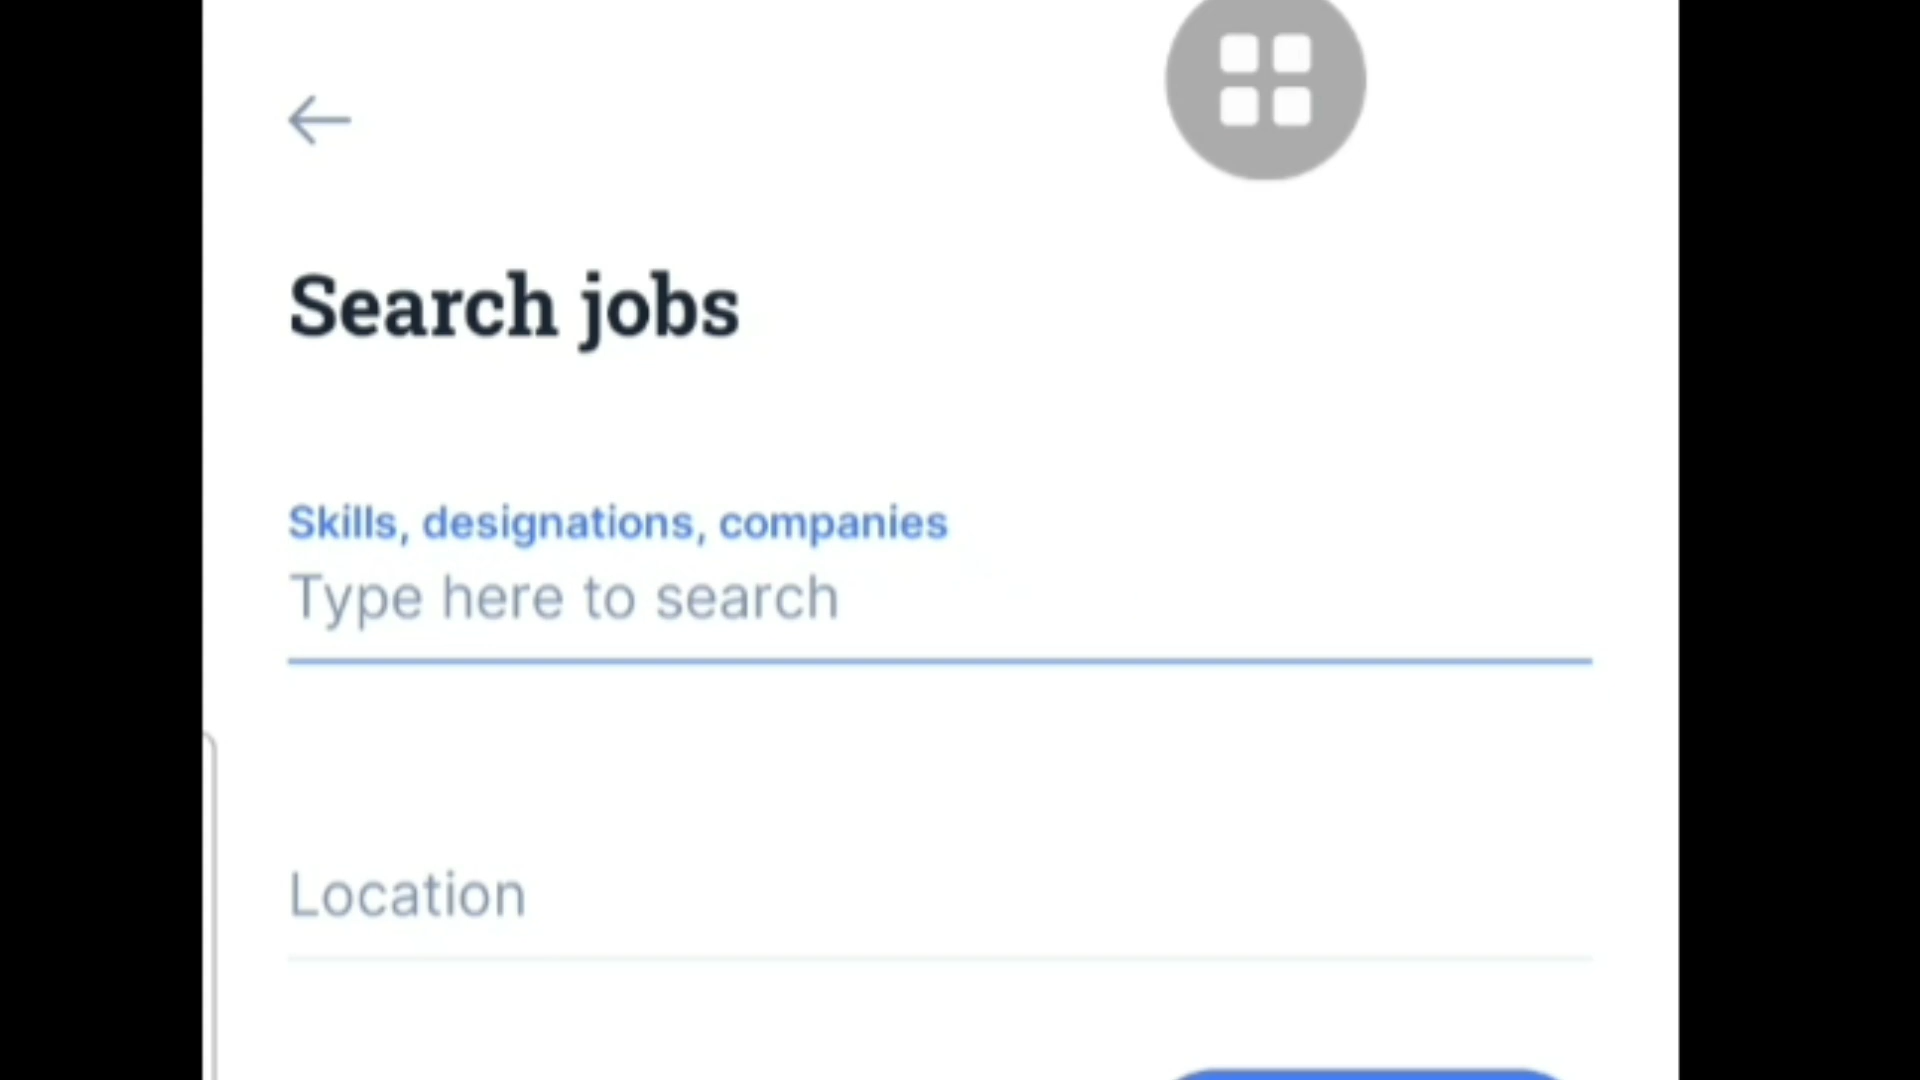 Search jobs
Skills, designations, companies
Type here to search
Location